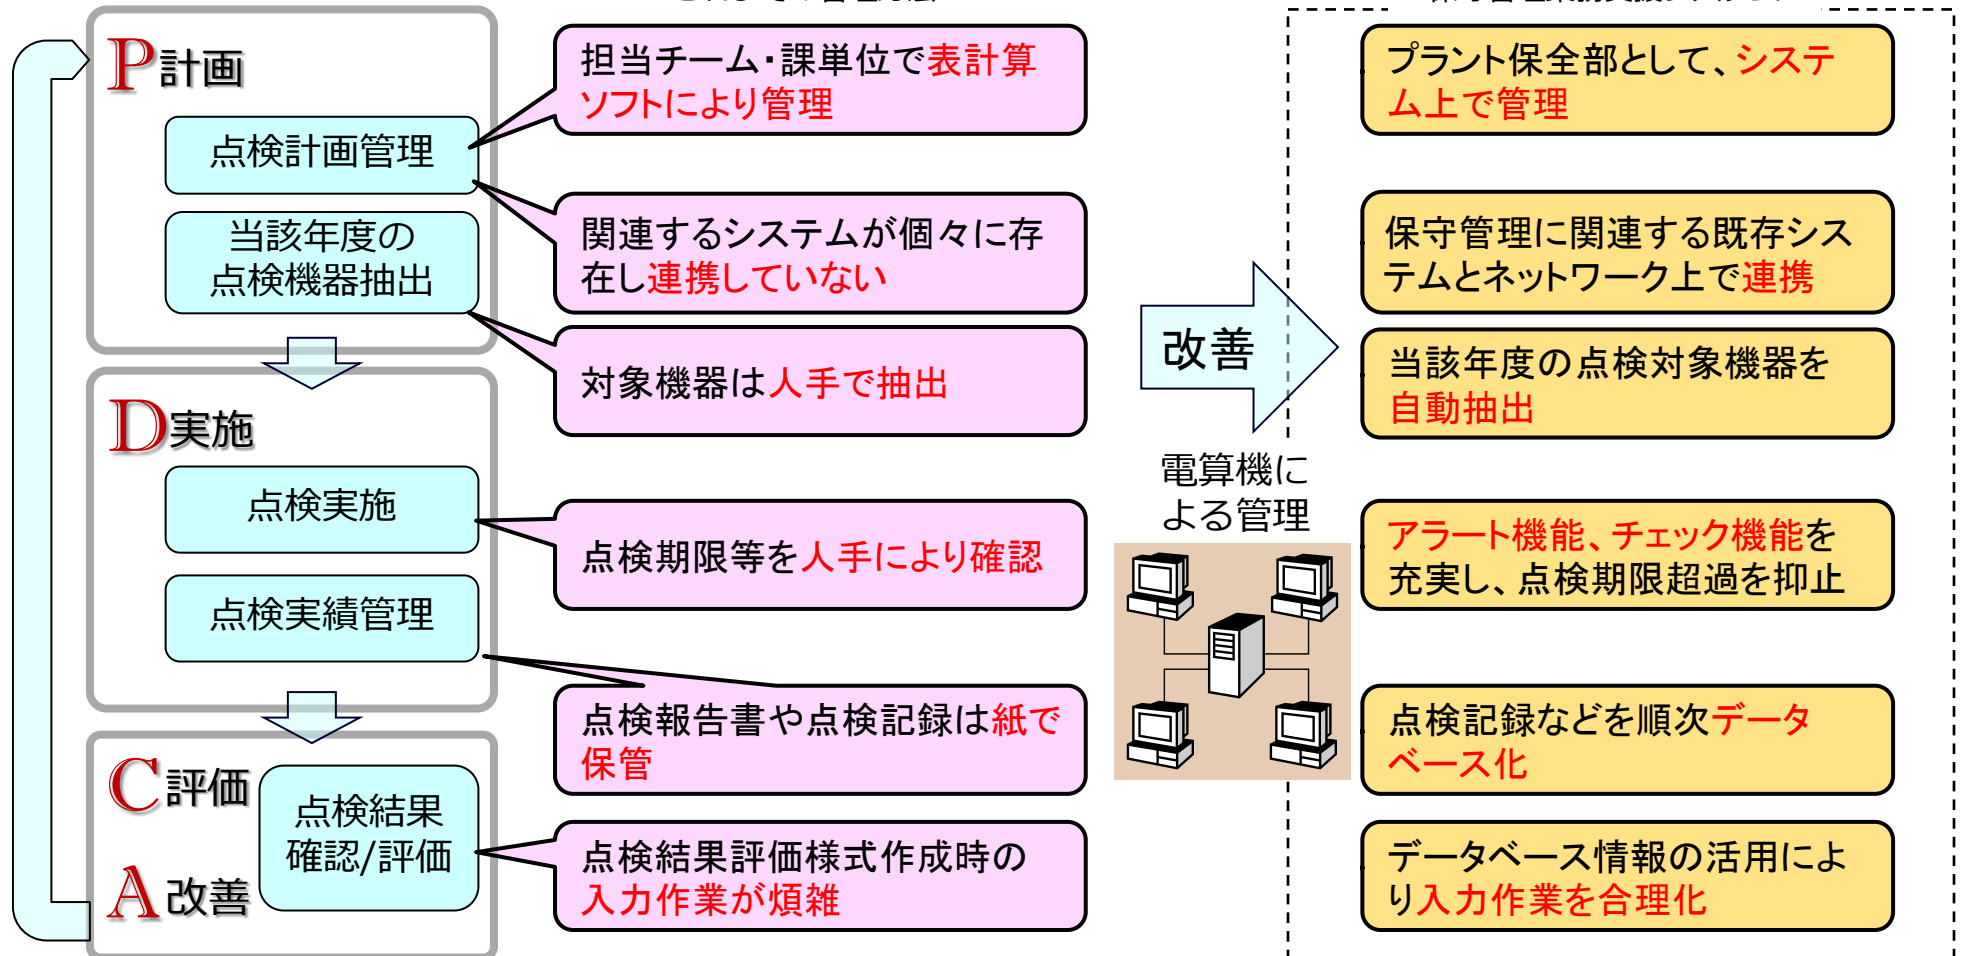 P計画
点検計画管理
当該年度の
点検機器抽出
D実施
点検実施
点検実績管理
C評価
A改善
点検結果
確認/評価
担当チーム・課単位で表計算
ソフトにより管理
関連するシステムが個々に存
在し連携していない
対象機器は人手で抽出
点検期限等を人手により確認
点検報告書や点検記録は紙で
保管
点検結果評価様式作成時の
入力作業が煩雑
改善
電算機に
よる管理
プラント保全部として、システ
ム上で管理
保守管理に関連する既存シス
テムとネットワーク上で連携
当該年度の点検対象機器を
自動抽出
アラート機能、チェック機能を
充実し、点検期限超過を抑止
点検記録などを順次データ
ベース化
データベース情報の活用によ
り入力作業を合理化